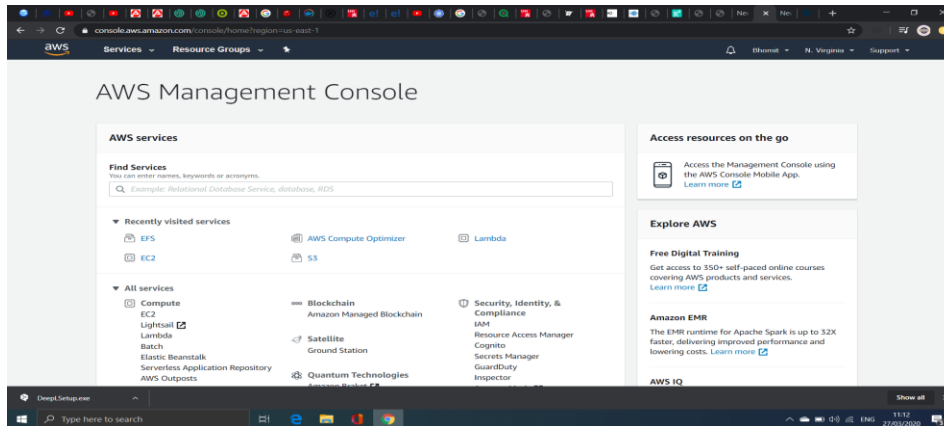 Nev
Nev
console.aws.amazon.com/console/home?region=us-east-1
aws
Services
Resource Groups
Bhomit
N. Virginia
Support
AWS Management Console
AWS services
Find Services
You can enter names, keywords or acronyms.
Example: Relational Database Service, database, RDS
Recently visited services
EFS
AWS Compute Optimizer
Lambda
EC2
S3
All services
Compute
EC2
Lightsail
Lambda
Batch
Elastic Beanstalk
Serverless Application Repository
AWS Outposts
Blockchain
Amazon Managed Blockchain
Satellite
Ground Station
Quantum Technologies
Amazon Braket
Security, Identity, &
Compliance
IAM
Resource Access Manager
Cognito
Secrets Manager
GuardDuty
Inspector
Access resources on the go
Access the Management Console using
the AWS Console Mobile App.
Learn more
Explore AWS
Free Digital Training
Get access to 350+ self-paced online courses
covering AWS products and services.
Learn more
Amazon EMR
The EMR runtime for Apache Spark is up to 32X
faster, delivering improved performance and
lowering costs. Learn more
AWS IQ
DeepLSetup.exe
Show all
Type here to search
ENG
11:12
27/03/2020